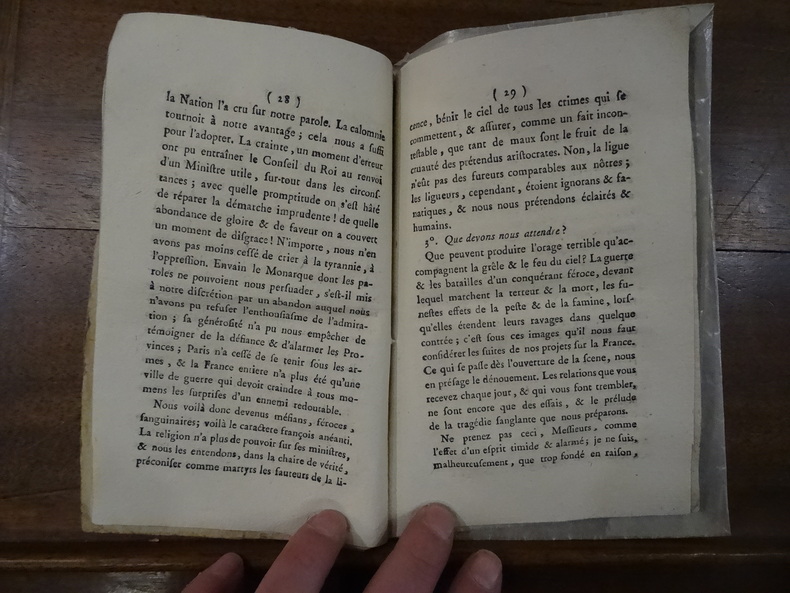 ( 28 )
la Nation l'a cru sur notre parole. La calomnie
tournoit à notre avantage ; cela nous a suffi
pour l'adopter. La crainte, un moment d'erreur
ont pu entraîner le Conseil du Roi au renvoi
d'un Ministre utile, sur-tout dans les circons-
tances ; avec quelle promptitude on s'est hâté
de réparer la démarche imprudente ! de quelle
abondance de gloire & de faveur on a couvert
un moment de disgrace ! N'importe, nous n'en
avons pas moins cessé de crier à la tyrannie, à
l'oppression. Envain le Monarque dont les pa-
roles ne pouvoient nous persuader, s'est-il mis
à notre discrétion par un abandon auquel nous
n'avons pu refuser l'enthousiasme de l'admira-
tion ; sa générosité n'a pu nous empêcher de
témoigner de la défiance & d'alarmer les Pro-
vinces ; Paris n'a cessé de se tenir sous les ar-
mes, & la France entiere n'a plus été qu'une
ville de guerre qui devoir craindre à tous mo-
mens les surprises d'un ennemi redoutable.
Nous voilà donc devenus méfians, féroces,
sanguinaires; voilà le caractere françois anéanti.
La religion n'a plus de pouvoir sur ses ministres,
& nous les entendons, dans la chaire de vérité,
préconiser comme martyrs les fauteurs de la li-
( 29 )
cence, bénit le ciel de tous les crimes qui se
commettent, & assurer, comme un fait incon-
testable, que tant de maux sont le fruit de la
cruauté des prétendus aristocrates. Non, la ligue
n'eût pas des fureurs comparables aux nôtres ;
les ligueurs, cependant, étoient ignorans & fa-
natiques, & nous nous prétendons éclairés &
humains.
3°. Que devons nous attendre ?
Que peuvent produire l'orage terrible qu'ac-
compagnent la grêle & le feu du ciel? La guerre
& les batailles d'un conquérant féroce, devant
lequel marchent la terreur & la mort, les fu-
nestes effets de la peste & de la famine, lors-
qu'elles étendent leurs ravages dans quelque
contrée ; c'est sous ces images qu'il nous faut
considérer les suites de nos projets sur la France.
Ce qui se passe dès l'ouverture de la scene, nous
en présage le dénouement. Les relations que vous
recevez chaque jour, & qui vous font trembler,
ne sont encore que des essais, & le prélude
de la tragédie sanglante que nous préparons.
Ne prenez pas ceci, Messieurs, comme
l'effet d'un esprit timide & alarmé ; je ne suis,
malheureusement, que trop fondé en raison,